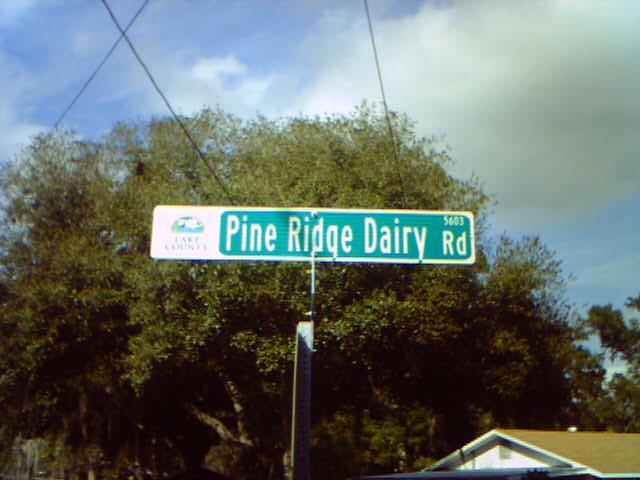 LAKE
COUNTY
Pine Ridge Dairy Rd
5603